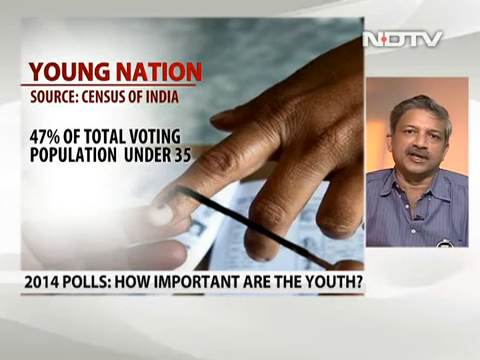 NDTV
YOUNG NATION
SOURCE: CENSUS OF INDIA
47% OF TOTAL VOTING
POPULATION UNDER 35
2014 POLLS: HOW IMPORTANT ARE THE YOUTH?